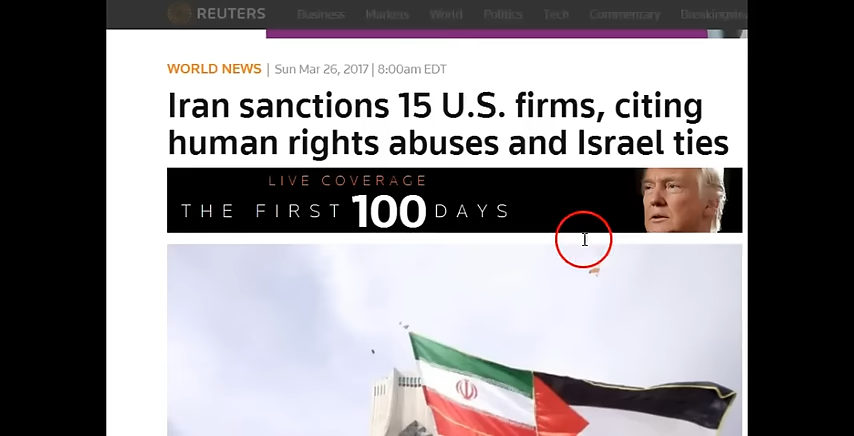 REUTERS Business Markets World Politics Tech Commentary
WORLD NEWS | Sun Mar 26, 2017 | 8:00am EDT
Iran sanctions 15 U.S. firms, citing
human rights abuses and Israel ties
LIVE COVERAGE
THE FIRST 100 DAYS